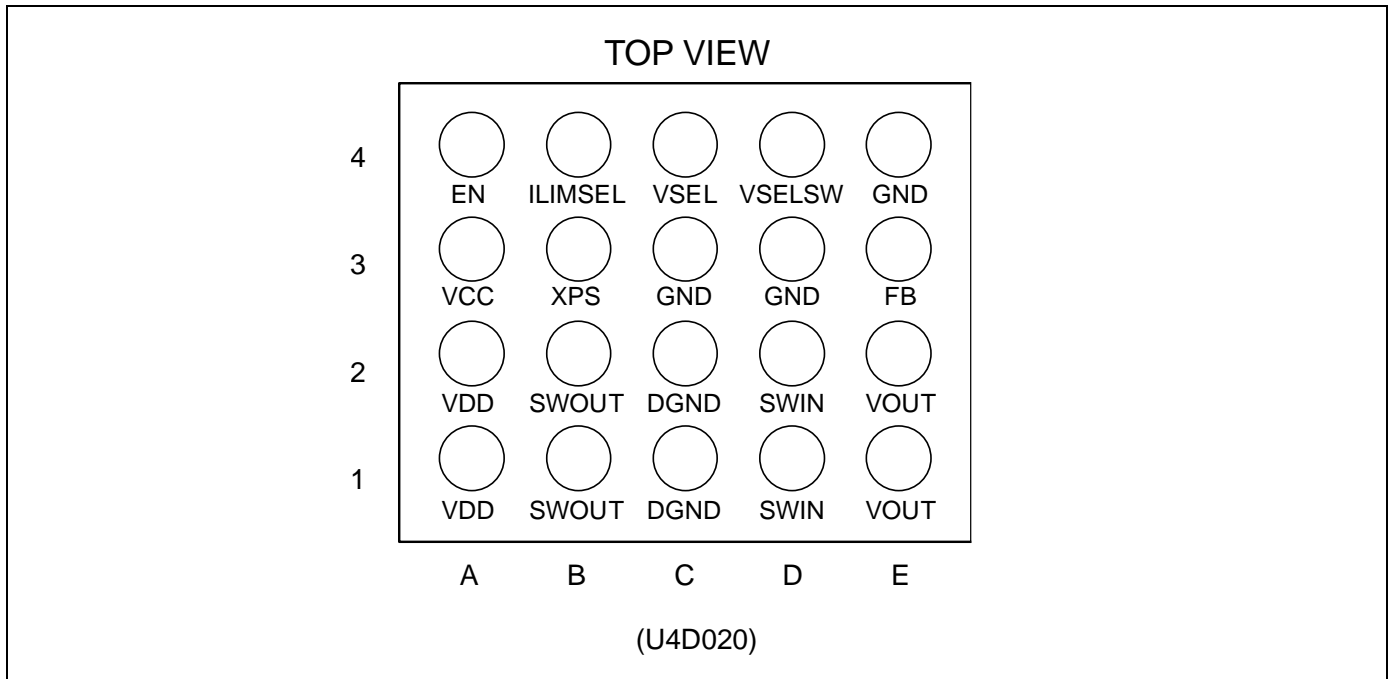 TOP VIEW
4
EN ILIMSEL VSEL VSELSW GND
3
VCC XPS GND GND FB
2
VDD SWOUT DGND SWIN VOUT
1
VDD SWOUT DGND SWIN VOUT
A B C D E
(U4D020)